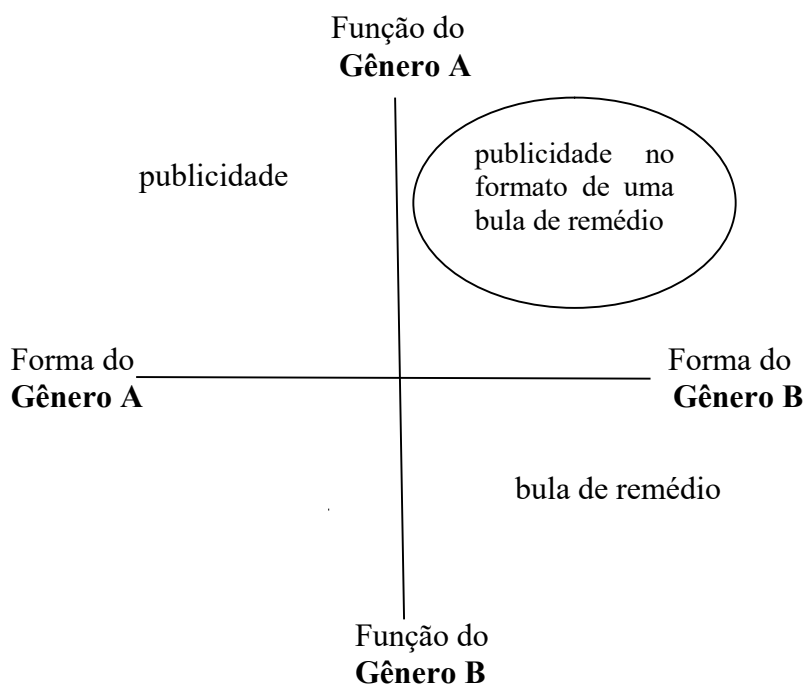 Função do
Gênero A
publicidade
publicidade no
formato de uma
bula de remédio
Forma do
Gênero A
Forma do
Gênero B
bula de remédio
Função do
Gênero B